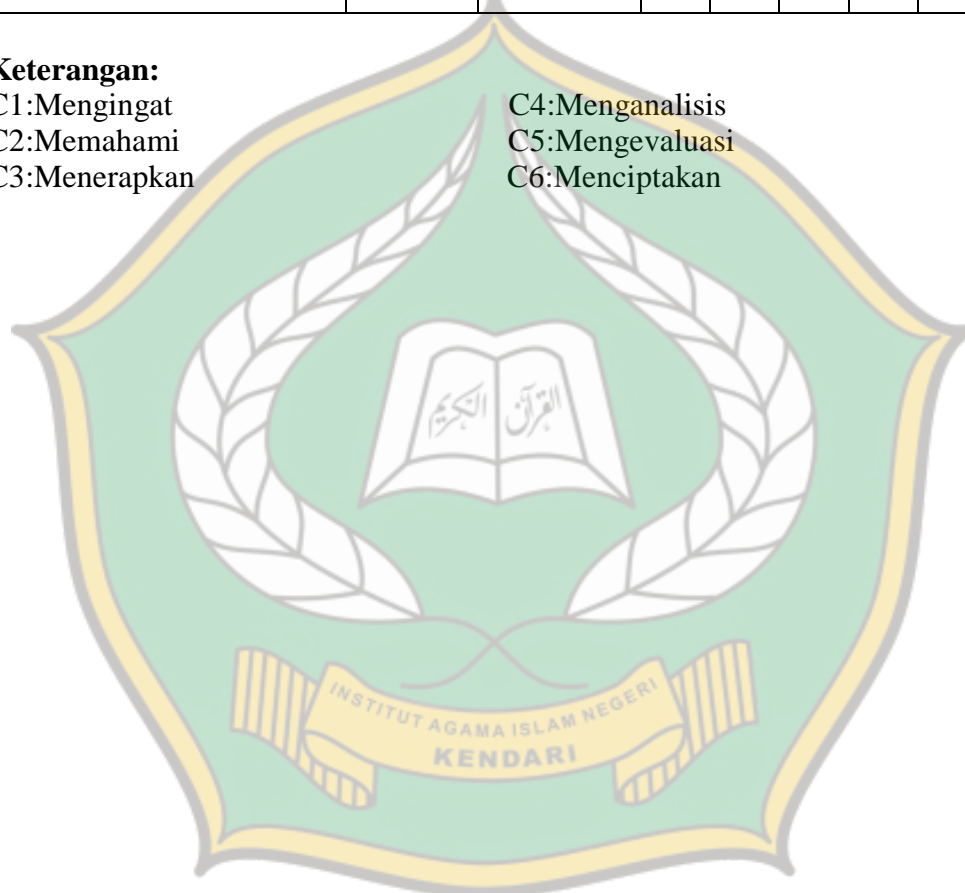 Keterangan:
C1:Mengingat
C2:Memahami
C3:Menerapkan
C4:Menganalisis
C5:Mengevaluasi
C6:Menciptakan
القرآن الكريم
INSTITUT AGAMA ISLAM NEGERI
KENDARI